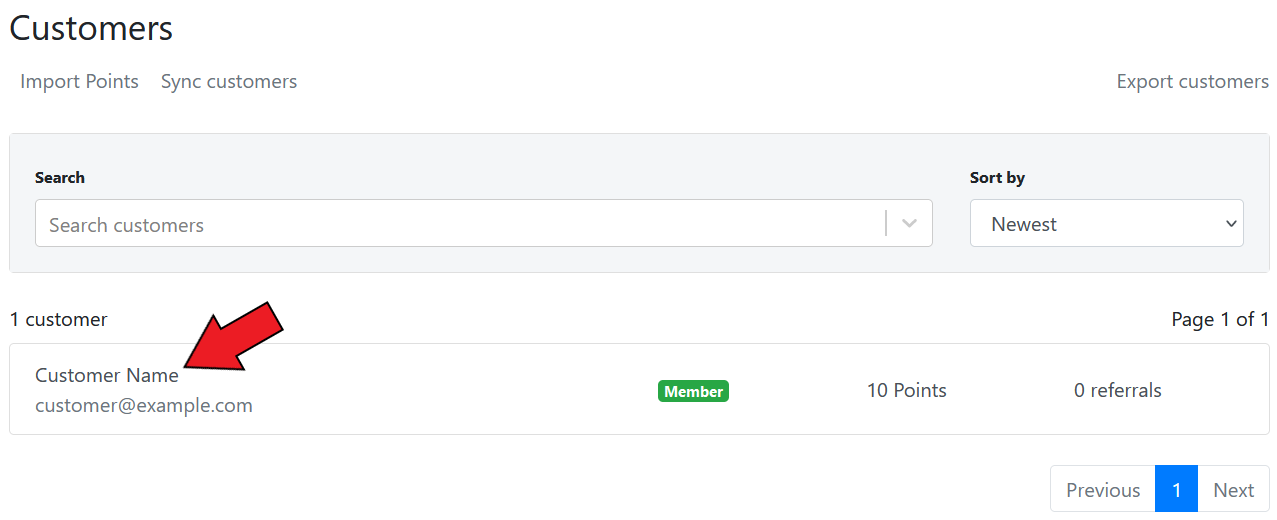 Customers
Import Points Sync customers Export customers
Search Sort by
Search customers Newest
1 customer Page 1 of 1
Customer Name
customer@example.com Member 10 Points 0 referrals
Previous 1 Next